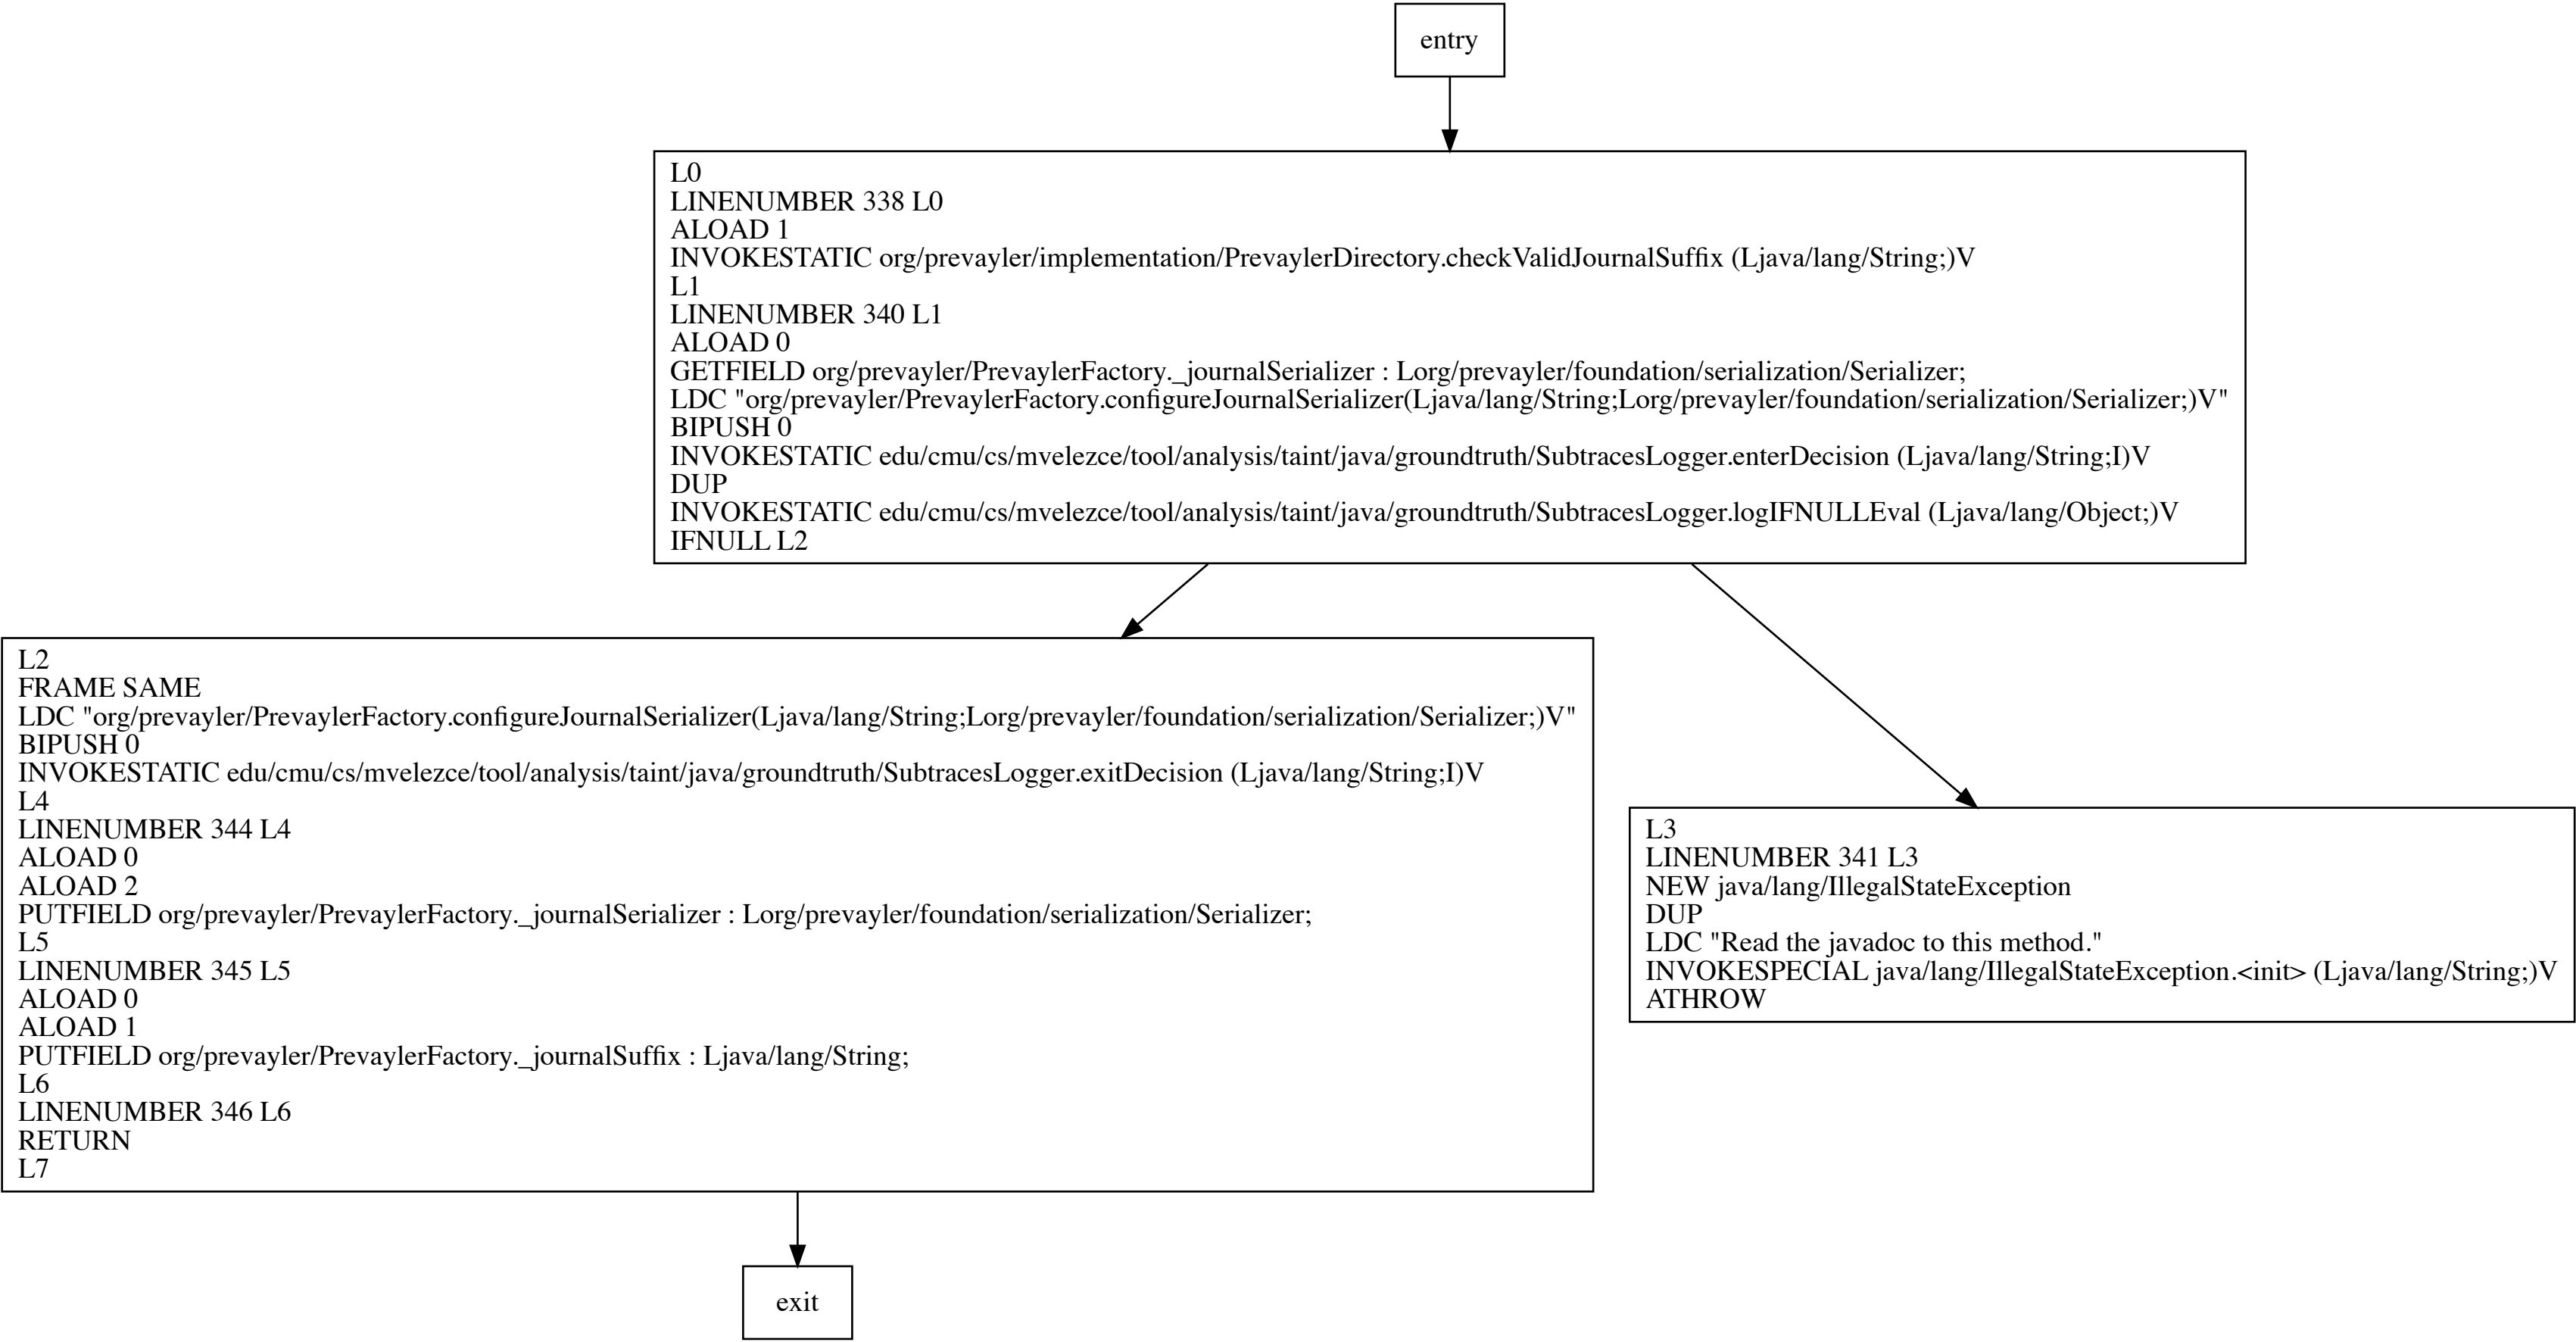 entry
L0
LINENUMBER 338 L0
ALOAD 1
INVOKESTATIC org/prevayler/implementation/PrevaylerDirectory.checkValidJournalSuffix (Ljava/lang/String;)V
L1
LINENUMBER 340 L1
ALOAD 0
GETFIELD org/prevayler/PrevaylerFactory._journalSerializer : Lorg/prevayler/foundation/serialization/Serializer;
LDC "org/prevayler/PrevaylerFactory.configureJournalSerializer(Ljava/lang/String;Lorg/prevayler/foundation/serialization/Serializer;)V"
BIPUSH 0
INVOKESTATIC edu/cmu/cs/mvelezce/tool/analysis/taint/java/groundtruth/SubtracesLogger.enterDecision (Ljava/lang/String;I)V
DUP
INVOKESTATIC edu/cmu/cs/mvelezce/tool/analysis/taint/java/groundtruth/SubtracesLogger.logIFNULLEval (Ljava/lang/Object;)V
IFNULL L2
L2
FRAME SAME
LDC "org/prevayler/PrevaylerFactory.configureJournalSerializer(Ljava/lang/String;Lorg/prevayler/foundation/serialization/Serializer;)V"
BIPUSH 0
INVOKESTATIC edu/cmu/cs/mvelezce/tool/analysis/taint/java/groundtruth/SubtracesLogger.exitDecision (Ljava/lang/String;I)V
L4
LINENUMBER 344 L4
ALOAD 0
ALOAD 2
PUTFIELD org/prevayler/PrevaylerFactory._journalSerializer : Lorg/prevayler/foundation/serialization/Serializer;
L5
LINENUMBER 345 L5
ALOAD 0
ALOAD 1
PUTFIELD org/prevayler/PrevaylerFactory._journalSuffix : Ljava/lang/String;
L6
LINENUMBER 346 L6
RETURN
L7
L3
LINENUMBER 341 L3
NEW java/lang/IllegalStateException
DUP
LDC "Read the javadoc to this method."
INVOKESPECIAL java/lang/IllegalStateException.<init> (Ljava/lang/String;)V
ATHROW
exit